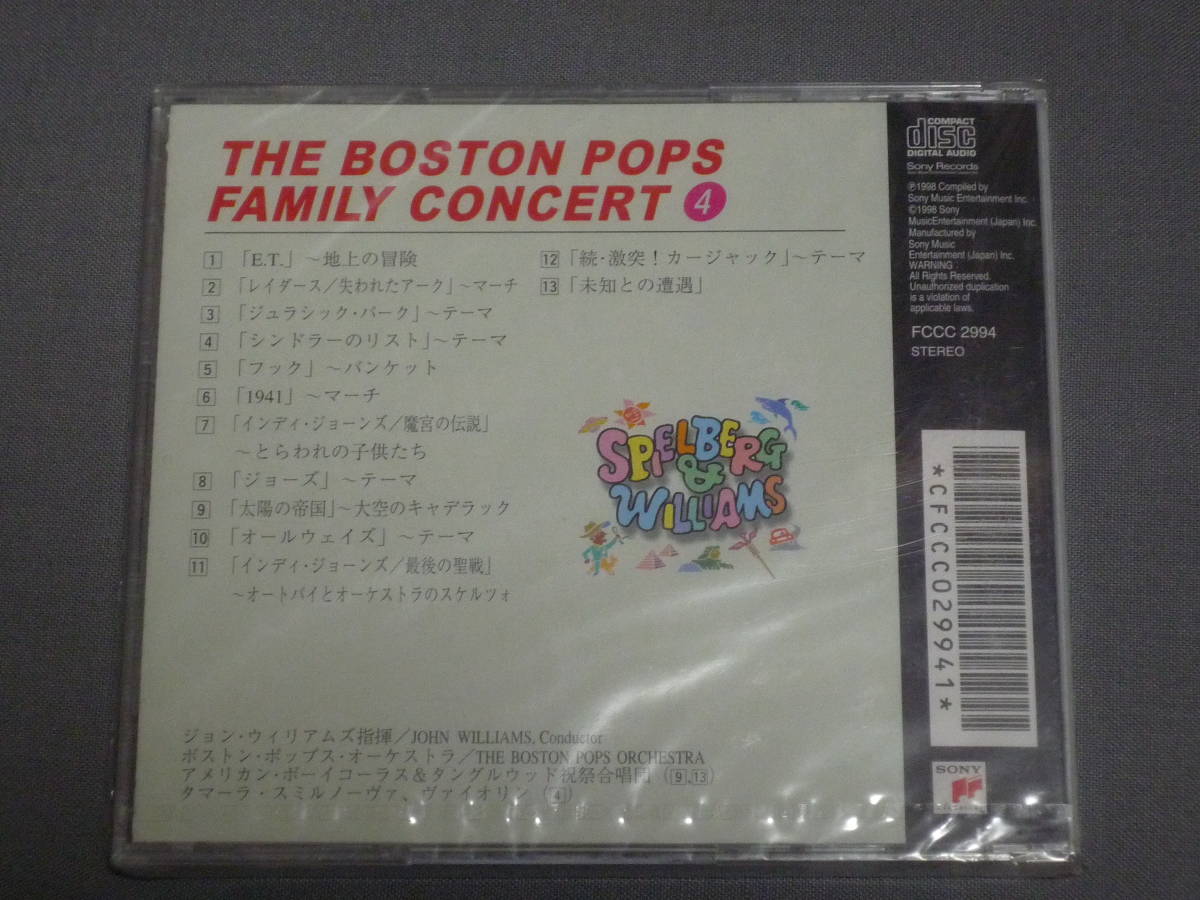 THE BOSTON POPS
FAMILY CONCERT 4
1 「E.T.」~地上の冒険
2 「レイダース/失われたアーク」~マーチ
3 「ジュラシック・パーク」~テーマ
4 「シンドラーのリスト」~テーマ
5 「フック」~バンケット
6 「1941」~マーチ
7 「インディ・ジョーンズ/魔宮の伝説」
~とらわれの子供たち
8 「ジョーズ」~テーマ
9 「太陽の帝国」~大空のキャデラック
10 「オールウェイズ」~テーマ
11 「インディ・ジョーンズ/最後の聖戦」
~オートバイとオーケストラのスケルツォ
12 「続・激突!カージャック」~テーマ
13 「未知との遭遇」
SPIELBERG
&
WILLIAMS
ジョン・ウィリアムズ指揮/JOHN WILLIAMS, Conductor
ボストン・ポップス・オーケストラ/THE BOSTON POPS ORCHESTRA
アメリカン・ボーイコーラス&タングルウッド祝祭合唱団 (9,13)
タマーラ・スミルノーヴァ、ヴァイオリン (4)
COMPACT
disc
DIGITAL AUDIO
Sony Records
℗1998 Compiled by
Sony Music Entertainment Inc.
©1998 Sony
MusicEntertainment (Japan) Inc.
Manufactured by
Sony Music
Entertainment (Japan) Inc.
WARNING :
All Rights Reserved.
Unauthorized duplication
is a violation of
applicable laws.
FCCC 2994
STEREO
*CFCCC02994​1*
SONY